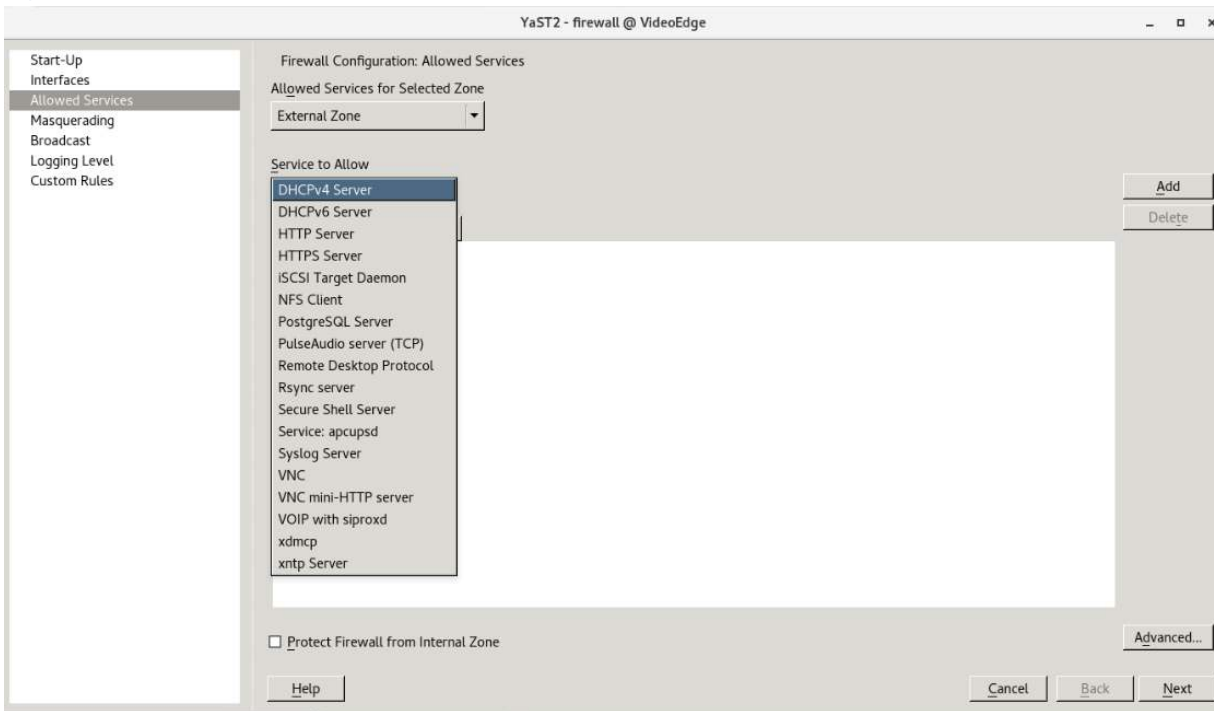 YaST2 - firewall @ VideoEdge
Start-Up
Interfaces
Allowed Services
Masquerading
Broadcast
Logging Level
Custom Rules
Firewall Configuration: Allowed Services
Allowed Services for Selected Zone
External Zone
Service to Allow
DHCPv4 Server
DHCPv6 Server
HTTP Server
HTTPS Server
iSCSI Target Daemon
NFS Client
PostgreSQL Server
PulseAudio server (TCP)
Remote Desktop Protocol
Rsync server
Secure Shell Server
Service: apcupsd
Syslog Server
VNC
VNC mini-HTTP server
VOIP with siproxd
xdmcp
xntp Server
Add
Delete
Protect Firewall from Internal Zone
Advanced...
Help
Cancel
Back
Next